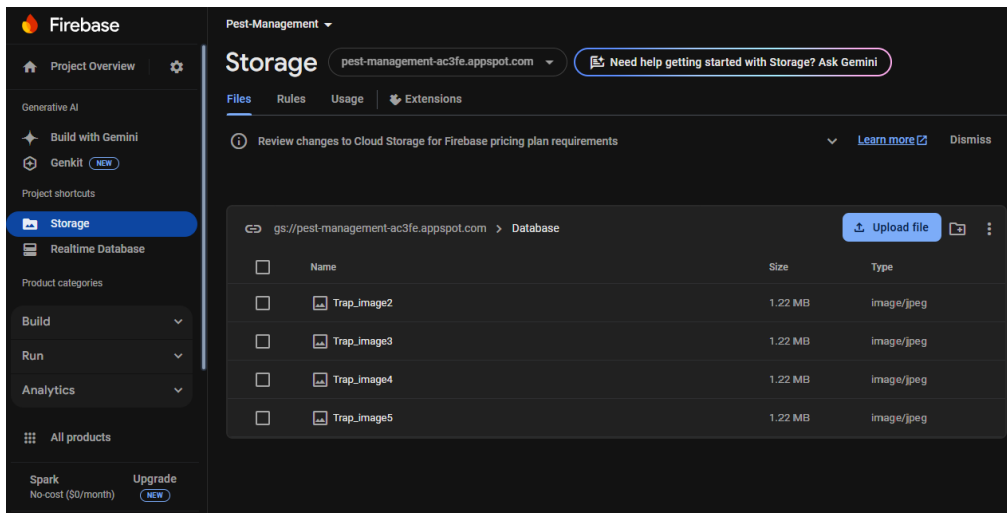 Firebase
Project Overview
Generative AI
Build with Gemini
Genkit NEW
Project shortcuts
Storage
Realtime Database
Product categories
Build
Run
Analytics
All products
Spark
No-cost ($0/month)
Upgrade
NEW
Pest-Management
Storage pest-management-ac3fe.appspot.com Need help getting started with Storage? Ask Gemini
Files Rules Usage Extensions
Review changes to Cloud Storage for Firebase pricing plan requirements Learn more Dismiss
gs://pest-management-ac3fe.appspot.com > Database Upload file
Name Size Type
Trap_image2 1.22 MB image/jpeg
Trap_image3 1.22 MB image/jpeg
Trap_image4 1.22 MB image/jpeg
Trap_image5 1.22 MB image/jpeg